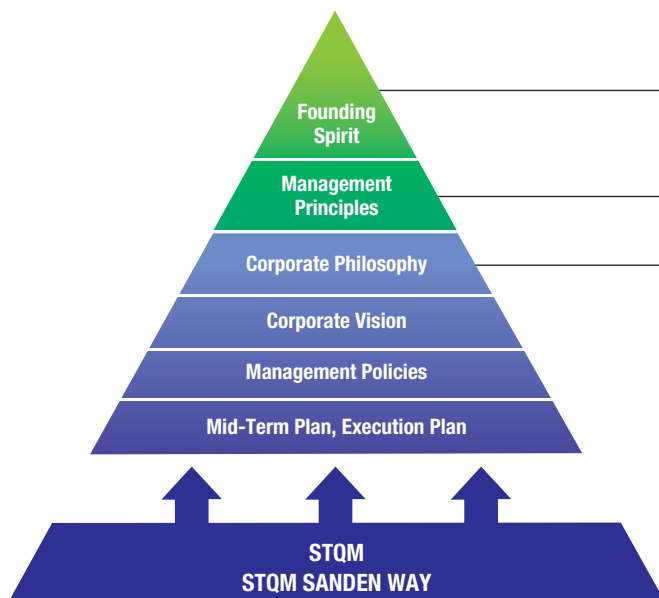 Founding
Spirit
Management
Principles
Corporate Philosophy
Corporate Vision
Management Policies
Mid-Term Plan, Execution Plan
STQM
STQM SANDEN WAY